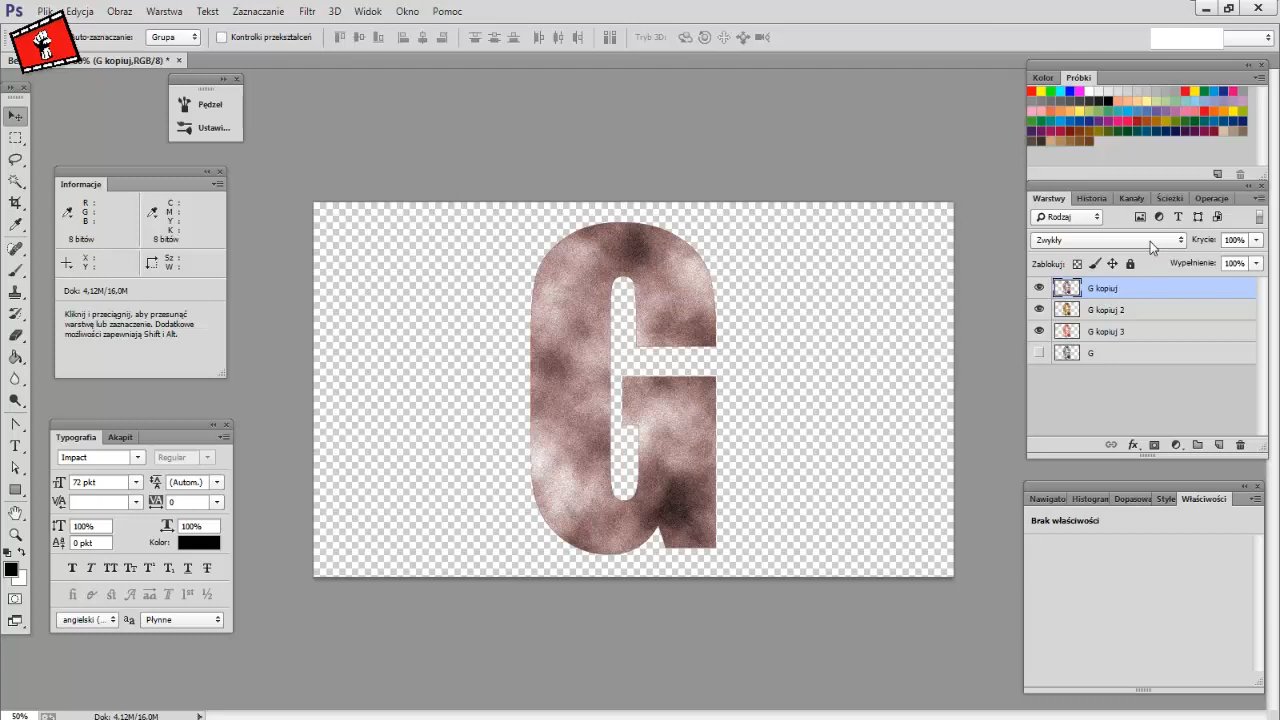 Ps Plik Edycja Obraz Warstwa Tekst Zaznaczanie Filtr 3D Widok Okno Pomoc
Auto-zaznaczanie: Grupa Kontrolki przekształceń Tryb 3D:
(G kopiuj,RGB/8) * ×
Pędzel
Ustawi...
Informacje
R :
G :
B :
C :
M :
Y :
K :
8 bitów
8 bitów
X :
Y :
Sz :
W :
Dok: 4,12M/16,0M
Kliknij i przeciągnij, aby przesunąć
warstwę lub zaznaczenie. Dodatkowe
możliwości zapewniają Shift i Alt.
Typografia Akapit
Impact Regular
72 pkt (Autom.)
0
100% 100%
0 pkt Kolor:
angielski (... Płynne
G
Kolor Próbki
Warstwy Historia Kanały Ścieżki Operacje
Rodzaj
Zwykły Krycie: 100%
Zablokuj: Wypełnienie: 100%
G kopiuj
G kopiuj 2
G kopiuj 3
G
Nawigato Histogran Dopasowa Style Właściwości
Brak właściwości
50% Dok: 4,12M/16,0M